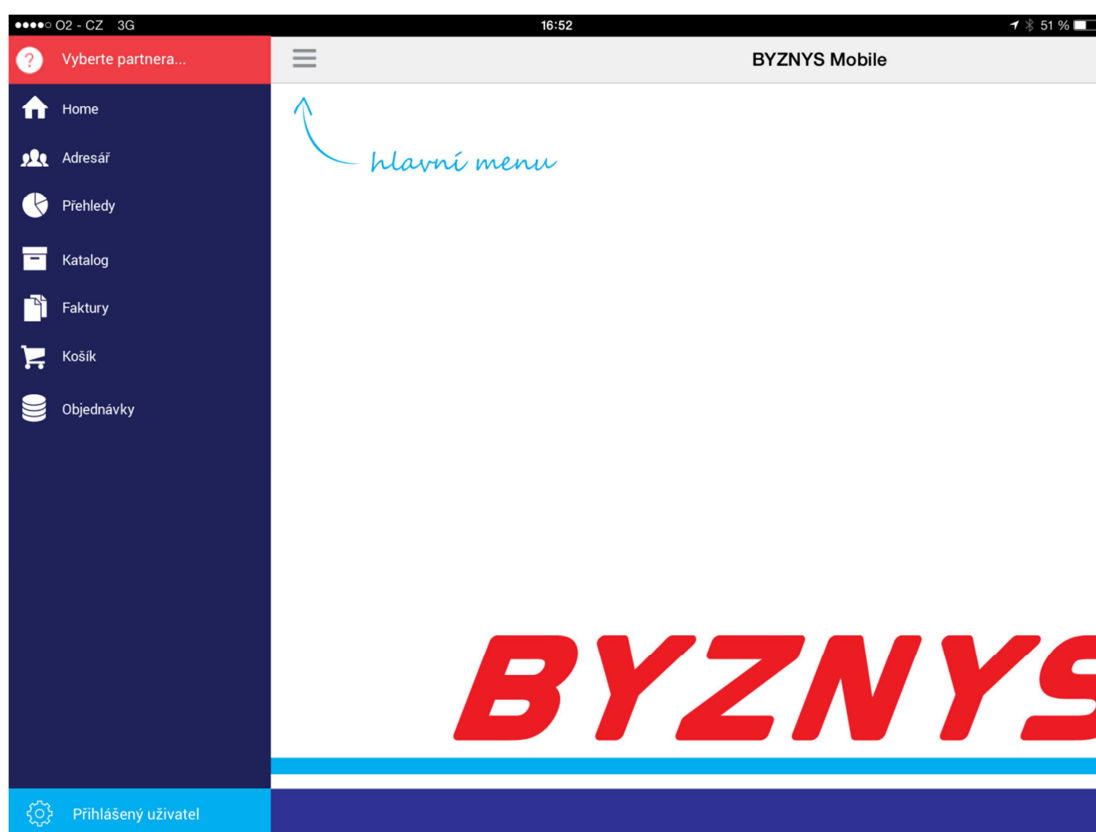 O2 - CZ 3G 16:52 51 %
Vyberte partnera...
BYZNYS Mobile
Home
hlavní menu
Adresář
Přehledy
Katalog
Faktury
Košík
Objednávky
BYZNYS
Přihlášený uživatel